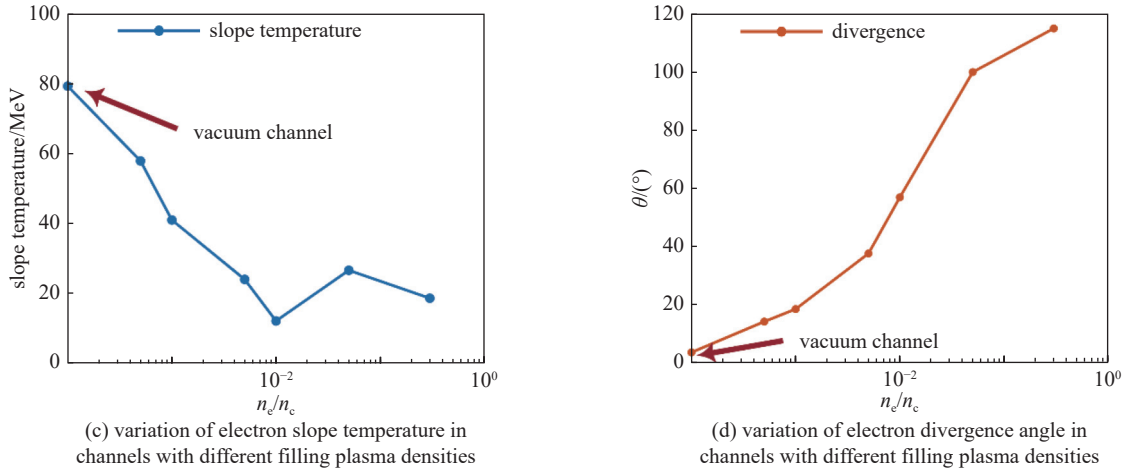 slope temperature
100
80
60
40
20
0
slope temperature/MeV
vacuum channel
10⁻²
10⁰
nₑ/n꜀
(c) variation of electron slope temperature in
channels with different filling plasma densities
divergence
120
100
80
60
40
20
0
θ/(°)
vacuum channel
10⁻²
10⁰
nₑ/n꜀
(d) variation of electron divergence angle in
channels with different filling plasma densities